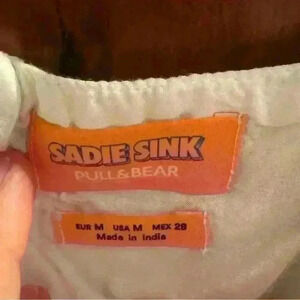 SADIE SINK
PULL&BEAR
EUR M USA M MEX 28
Made in India